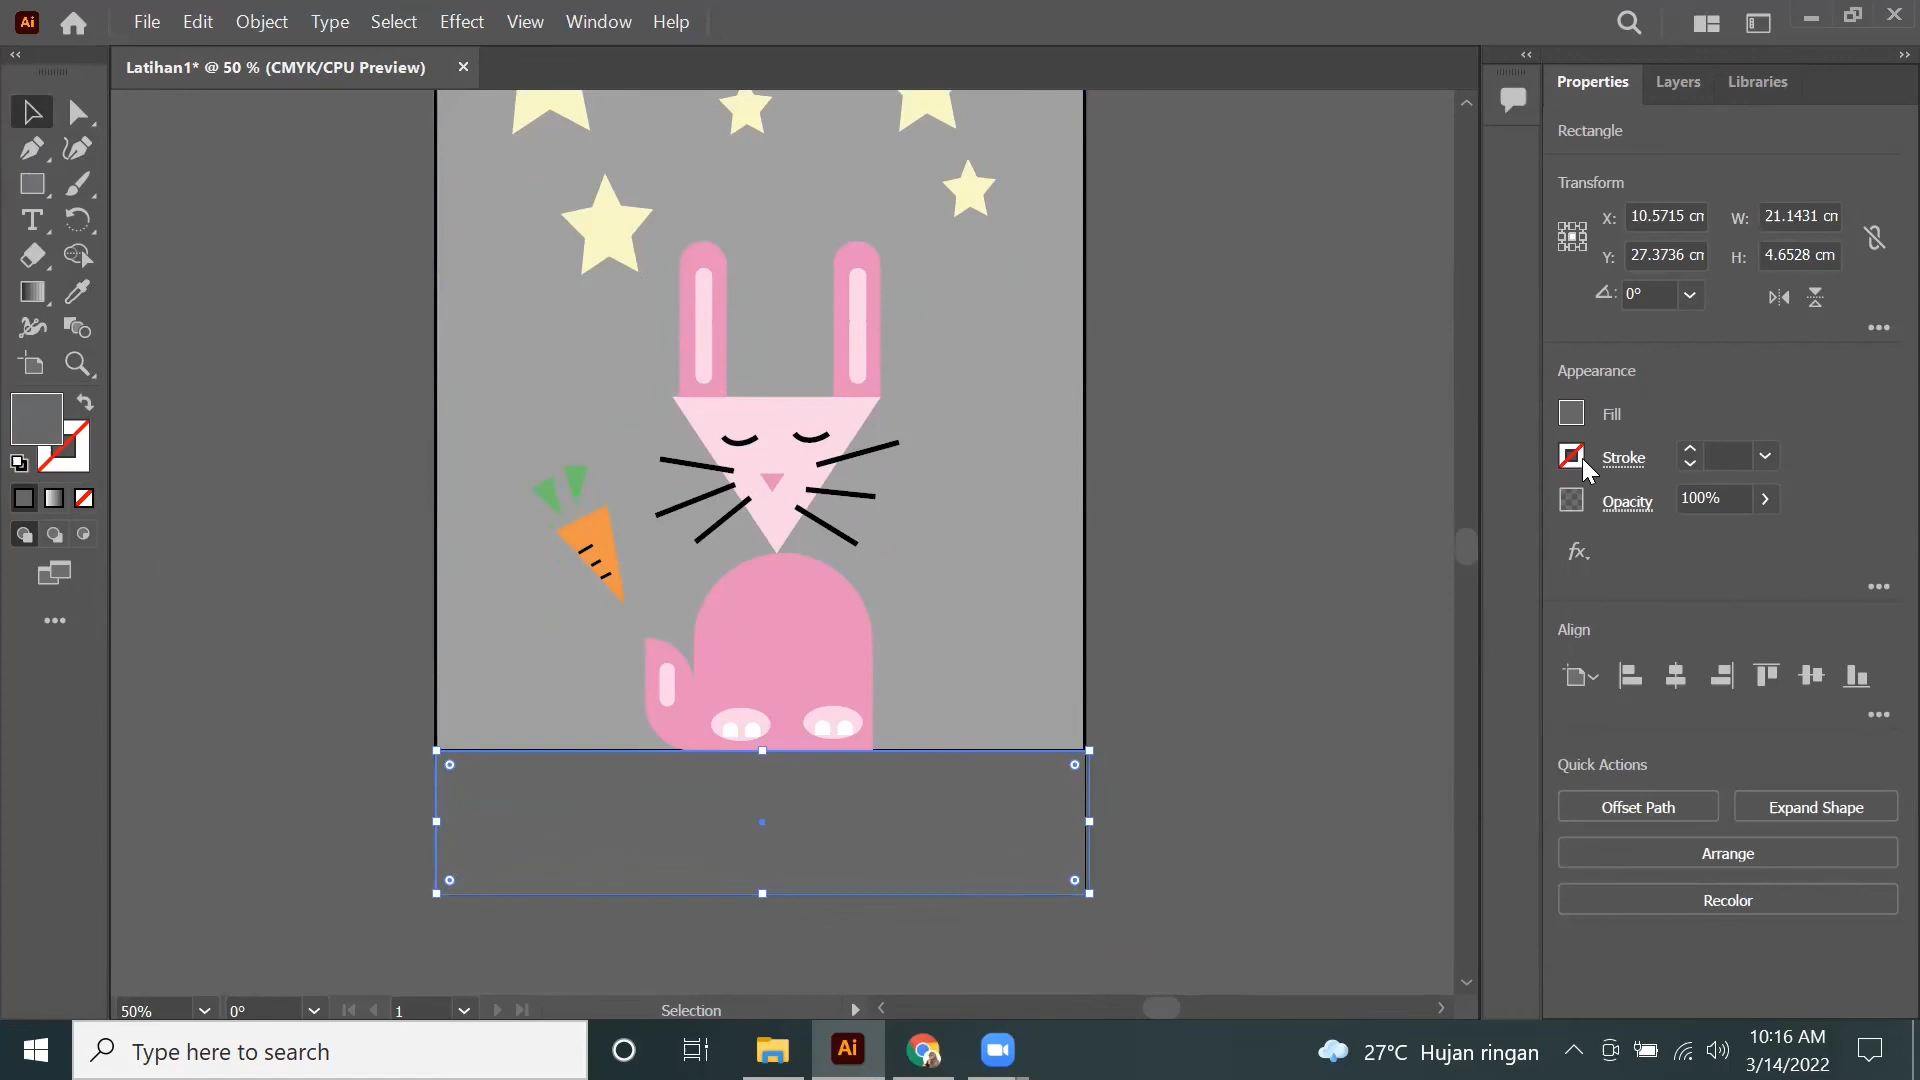 Ai File Edit Object Type Select Effect View Window Help
Latihan1* @ 50 % (CMYK/CPU Preview)
Properties Layers Libraries
Rectangle
Transform
X: 10.5715 cm W: 21.1431 cm
Y: 27.3736 cm H: 4.6528 cm
0°
Appearance
Fill
Stroke
Opacity 100%
fx.
Align
Quick Actions
Offset Path Expand Shape
Arrange
Recolor
50% 0° 1 Selection
Type here to search
Ai
27°C Hujan ringan
10:16 AM
3/14/2022